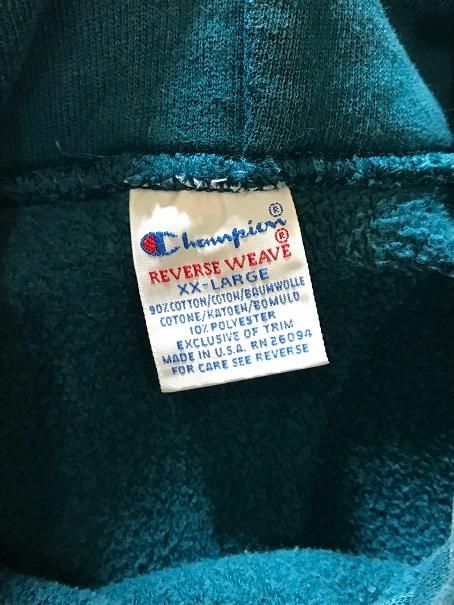 Champion®
REVERSE WEAVE®
XX-LARGE
90% COTTON/COTON/BAUMWOLLE
COTONE/KATOEN/BOMULD
10% POLYESTER
EXCLUSIVE OF TRIM
MADE IN U.S.A. RN 26094
FOR CARE SEE REVERSE